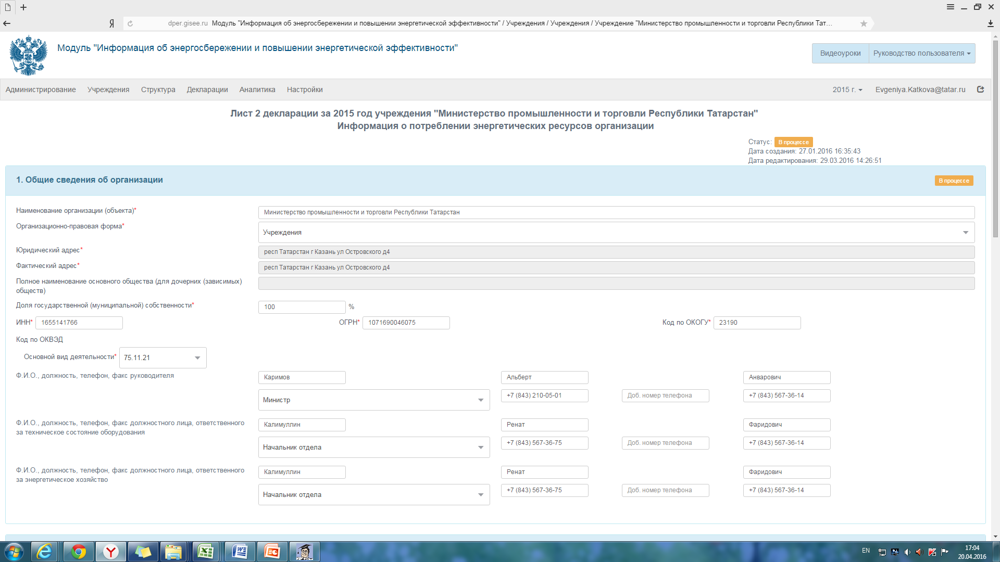 Я
dper.gisee.ru Модуль "Информация об энергосбережении и повышении энергетической эффективности" / Учреждения / Учреждения / Учреждение "Министерство промышленности и торговли Республики Тат...
Модуль "Информация об энергосбережении и повышении энергетической эффективности"
Видеоуроки Руководство пользователя
Администрирование Учреждения Структура Декларации Аналитика Настройки 2015 г. Evgeniya.Katkova@tatar.ru
Лист 2 декларации за 2015 год учреждения "Министерство промышленности и торговли Республики Татарстан"
Информация о потреблении энергетических ресурсов организации
Статус: В процессе
Дата создания: 27.01.2016 16:35:43
Дата редактирования: 29.03.2016 14:26:51
1. Общие сведения об организации В процессе
Наименование организации (объекта)* Министерство промышленности и торговли Республики Татарстан
Организационно-правовая форма* Учреждения
Юридический адрес* респ Татарстан г Казань ул Островского д4
Фактический адрес* респ Татарстан г Казань ул Островского д4
Полное наименование основного общества (для дочерних (зависимых)
обществ)
Доля государственной (муниципальной) собственности* 100 %
ИНН* 1655141766 ОГРН* 1071690046075 Код по ОКОГУ* 23190
Код по ОКВЭД
Основной вид деятельности* 75.11.21
Ф.И.О., должность, телефон, факс руководителя Каримов Альберт Анварович
Министр +7 (843) 210-05-01 Доб. номер телефона +7 (843) 567-36-14
Ф.И.О., должность, телефон, факс должностного лица, ответственного Калимуллин Ренат Фаридович
за техническое состояние оборудования
Начальник отдела +7 (843) 567-36-75 Доб. номер телефона +7 (843) 567-36-14
Ф.И.О., должность, телефон, факс должностного лица, ответственного Калимуллин Ренат Фаридович
за энергетическое хозяйство
Начальник отдела +7 (843) 567-36-75 Доб. номер телефона +7 (843) 567-36-14
EN 17:04
20.04.2016